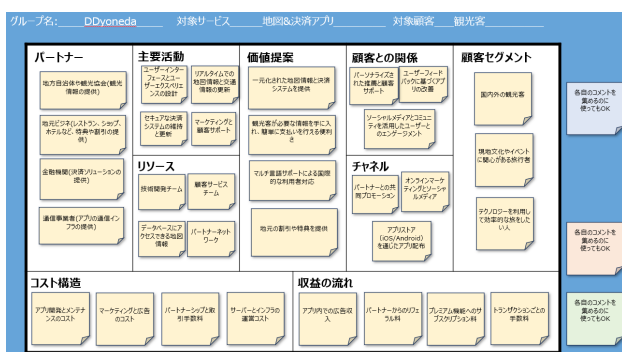 グループ名: DDyoneda 対象サービス 地図&決済アプリ 対象顧客 観光客
パートナー
地方自治体や観光協会(観光
情報の提供)
地元ビジネ(レストラン、ショップ、
ホテルなど、特典や割引の提
供)
金融機関(決済ソリューションの
提供)
通信事業者(アプリの通信イン
フラの提供)
主要活動
ユーザーインター
フェースとユー
ザーエクスペリエ
ンスの設計
リアルタイムでの
地図情報と交通
情報の更新
セキュアな決済
システムの維持
と更新
マーケティングと
顧客サポート
リソース
技術開発チーム
顧客サービス
チーム
データベースにア
クセスできる地図
情報
パートナーネット
ワーク
価値提案
一元化された地図情報と決済
システムを提供
観光客が必要な情報を手に入
れ、簡単に支払いを行える便利
さ
マルチ言語サポートによる国際
的な利用者対応
地元の割引や特典を提供
顧客との関係
パーソナライズさ
れた推薦と顧客
サポート
ユーザーフィード
バックに基づくアプ
リの改善
ソーシャルメディアとコミュニ
ティを活用したユーザーと
のエンゲージメント
チャネル
パートナーとの共
同プロモーション
オンラインマーケ
ティングとソーシャ
ルメディア
アプリストア
(iOS/Android)
を通じたアプリ配布
顧客セグメント
国内外の観光客
現地文化やイベント
に関心がある旅行者
テクノロジーを利用し
て効率的な旅をした
い人
コスト構造
アプリ開発とメンテナ
ンスのコスト
マーケティングと広告
のコスト
パートナーシップと取
引手数料
サーバーとインフラの
運営コスト
収益の流れ
アプリ内での広告収
入
パートナーからのリフェ
ラル料
プレミアム機能へのサ
ブスクリプション料
トランザクションごとの
手数料
各自のコメントを
集めるのに
使ってもOK
各自のコメントを
集めるのに
使ってもOK
各自のコメントを
集めるのに
使ってもOK